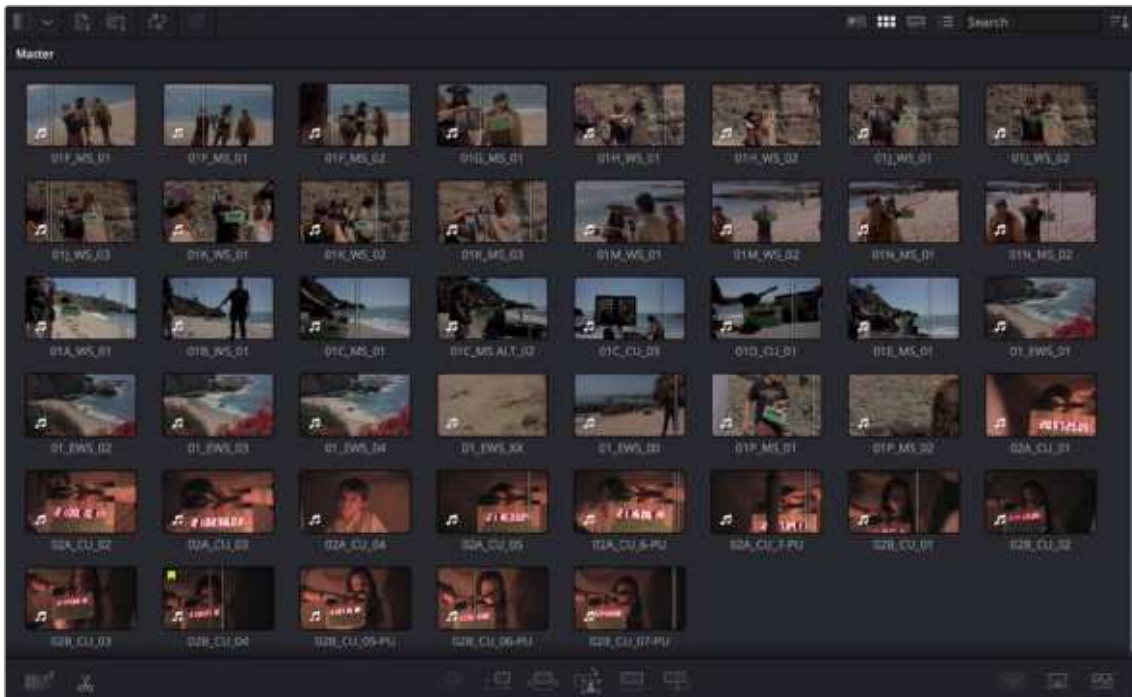 Search
Master
01F_MS_01 01F_MS_01 01F_MS_02 01G_MS_01 01H_WS_01 01H_WS_02 01J_WS_01 01J_WS_02
01J_WS_03 01K_WS_01 01K_WS_02 01K_MS_03 01M_WS_01 01M_WS_02 01N_MS_01 01N_MS_02
01A_WS_01 01B_WS_01 01C_MS_01 01C_MS ALT_02 01C_CU_03 01D_CU_01 01E_MS_01 01_EWS_01
01_EWS_02 01_EWS_03 01_EWS_04 01_EWS_XX 01_EWS_00 01P_MS_01 01P_MS_02 02A_CU_01
02A_CU_02 02A_CU_03 02A_CU_04 02A_CU_05 02A_CU_6-PU 02A_CU_7-PU 02B_CU_01 02B_CU_02
02B_CU_03 02B_CU_04 02B_CU_05-PU 02B_CU_06-PU 02B_CU_07-PU